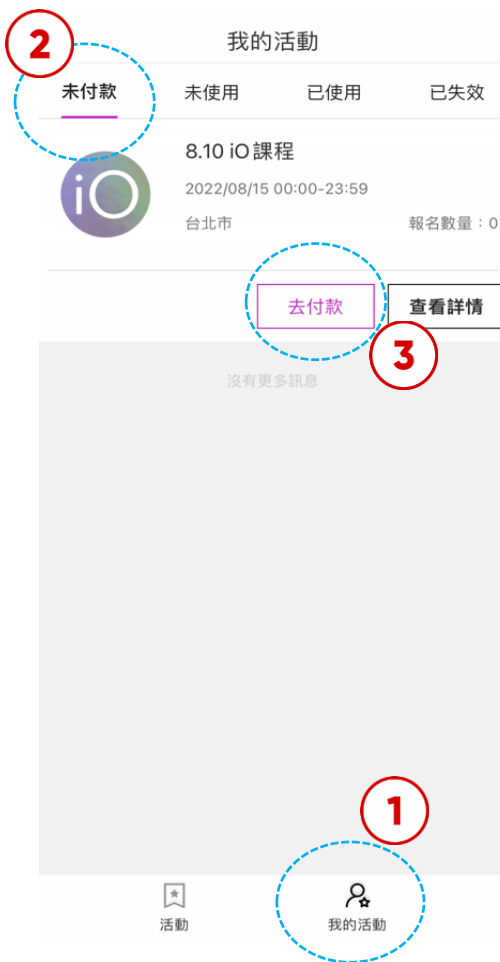 2
我的活動
未付款 未使用 已使用 已失效
8.10 iO 課程
iO
2022/08/15 00:00-23:59
台北市 報名數量：0
去付款 查看詳情
3
沒有更多訊息
1
活動 我的活動